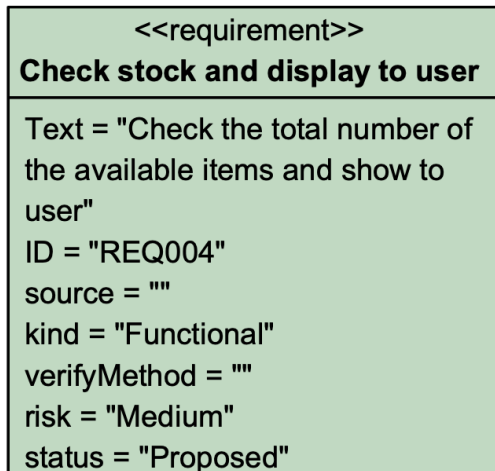 <<requirement>>
Check stock and display to user
Text = "Check the total number of
the available items and show to
user"
ID = "REQ004"
source = ""
kind = "Functional"
verifyMethod = ""
risk = "Medium"
status = "Proposed"